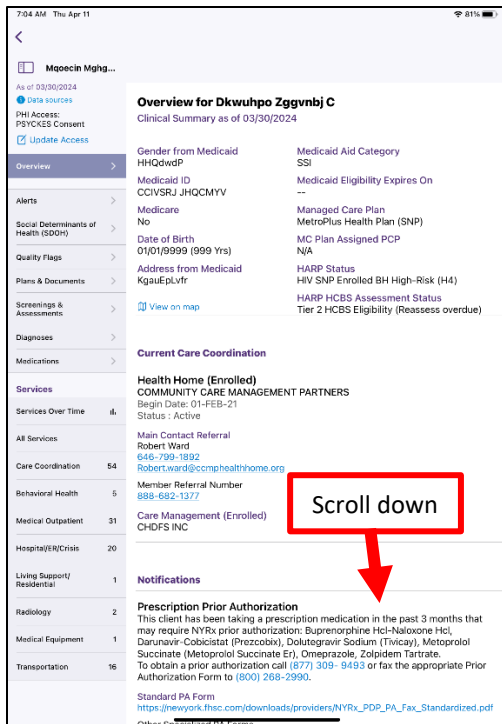 7:04 AM Thu Apr 11
81%
Mqoecin Mghg...
As of 03/30/2024
Data sources
PHI Access:
PSYCKES Consent
Update Access
Overview
Alerts
Social Determinants of
Health (SDOH)
Quality Flags
Plans & Documents
Screenings &
Assessments
Diagnoses
Medications
Services
Services Over Time
All Services
Care Coordination 54
Behavioral Health 5
Medical Outpatient 31
Hospital/ER/Crisis 20
Living Support/
Residential 1
Radiology 2
Medical Equipment 1
Transportation 16
Overview for Dkwuhpo Zggvnbj C
Clinical Summary as of 03/30/2024
Gender from Medicaid
HHQdwdP
Medicaid ID
CCIVSRJ JHQCMYV
Medicare
No
Date of Birth
01/01/9999 (999 Yrs)
Address from Medicaid
KgauEpLvfr
View on map
Medicaid Aid Category
SSI
Medicaid Eligibility Expires On
--
Managed Care Plan
MetroPlus Health Plan (SNP)
MC Plan Assigned PCP
N/A
HARP Status
HIV SNP Enrolled BH High-Risk (H4)
HARP HCBS Assessment Status
Tier 2 HCBS Eligibility (Reassess overdue)
Current Care Coordination
Health Home (Enrolled)
COMMUNITY CARE MANAGEMENT PARTNERS
Begin Date: 01-FEB-21
Status : Active
Main Contact Referral
Robert Ward
646-799-1892
Robert.ward@ccmphealthhome.org
Member Referral Number
888-682-1377
Care Management (Enrolled)
CHDFS INC
Scroll down
Notifications
Prescription Prior Authorization
This client has been taking a prescription medication in the past 3 months that
may require NYRx prior authorization: Buprenorphine Hcl-Naloxone Hcl,
Darunavir-Cobicistat (Prezcobix), Dolutegravir Sodium (Tivicay), Metoprolol
Succinate (Metoprolol Succinate Er), Omeprazole, Zolpidem Tartrate.
To obtain a prior authorization call (877) 309- 9493 or fax the appropriate Prior
Authorization Form to (800) 268-2990.
Standard PA Form
https://newyork.fhsc.com/downloads/providers/NYRx_PDP_PA_Fax_Standardized.pdf
Other Specialized PA Forms